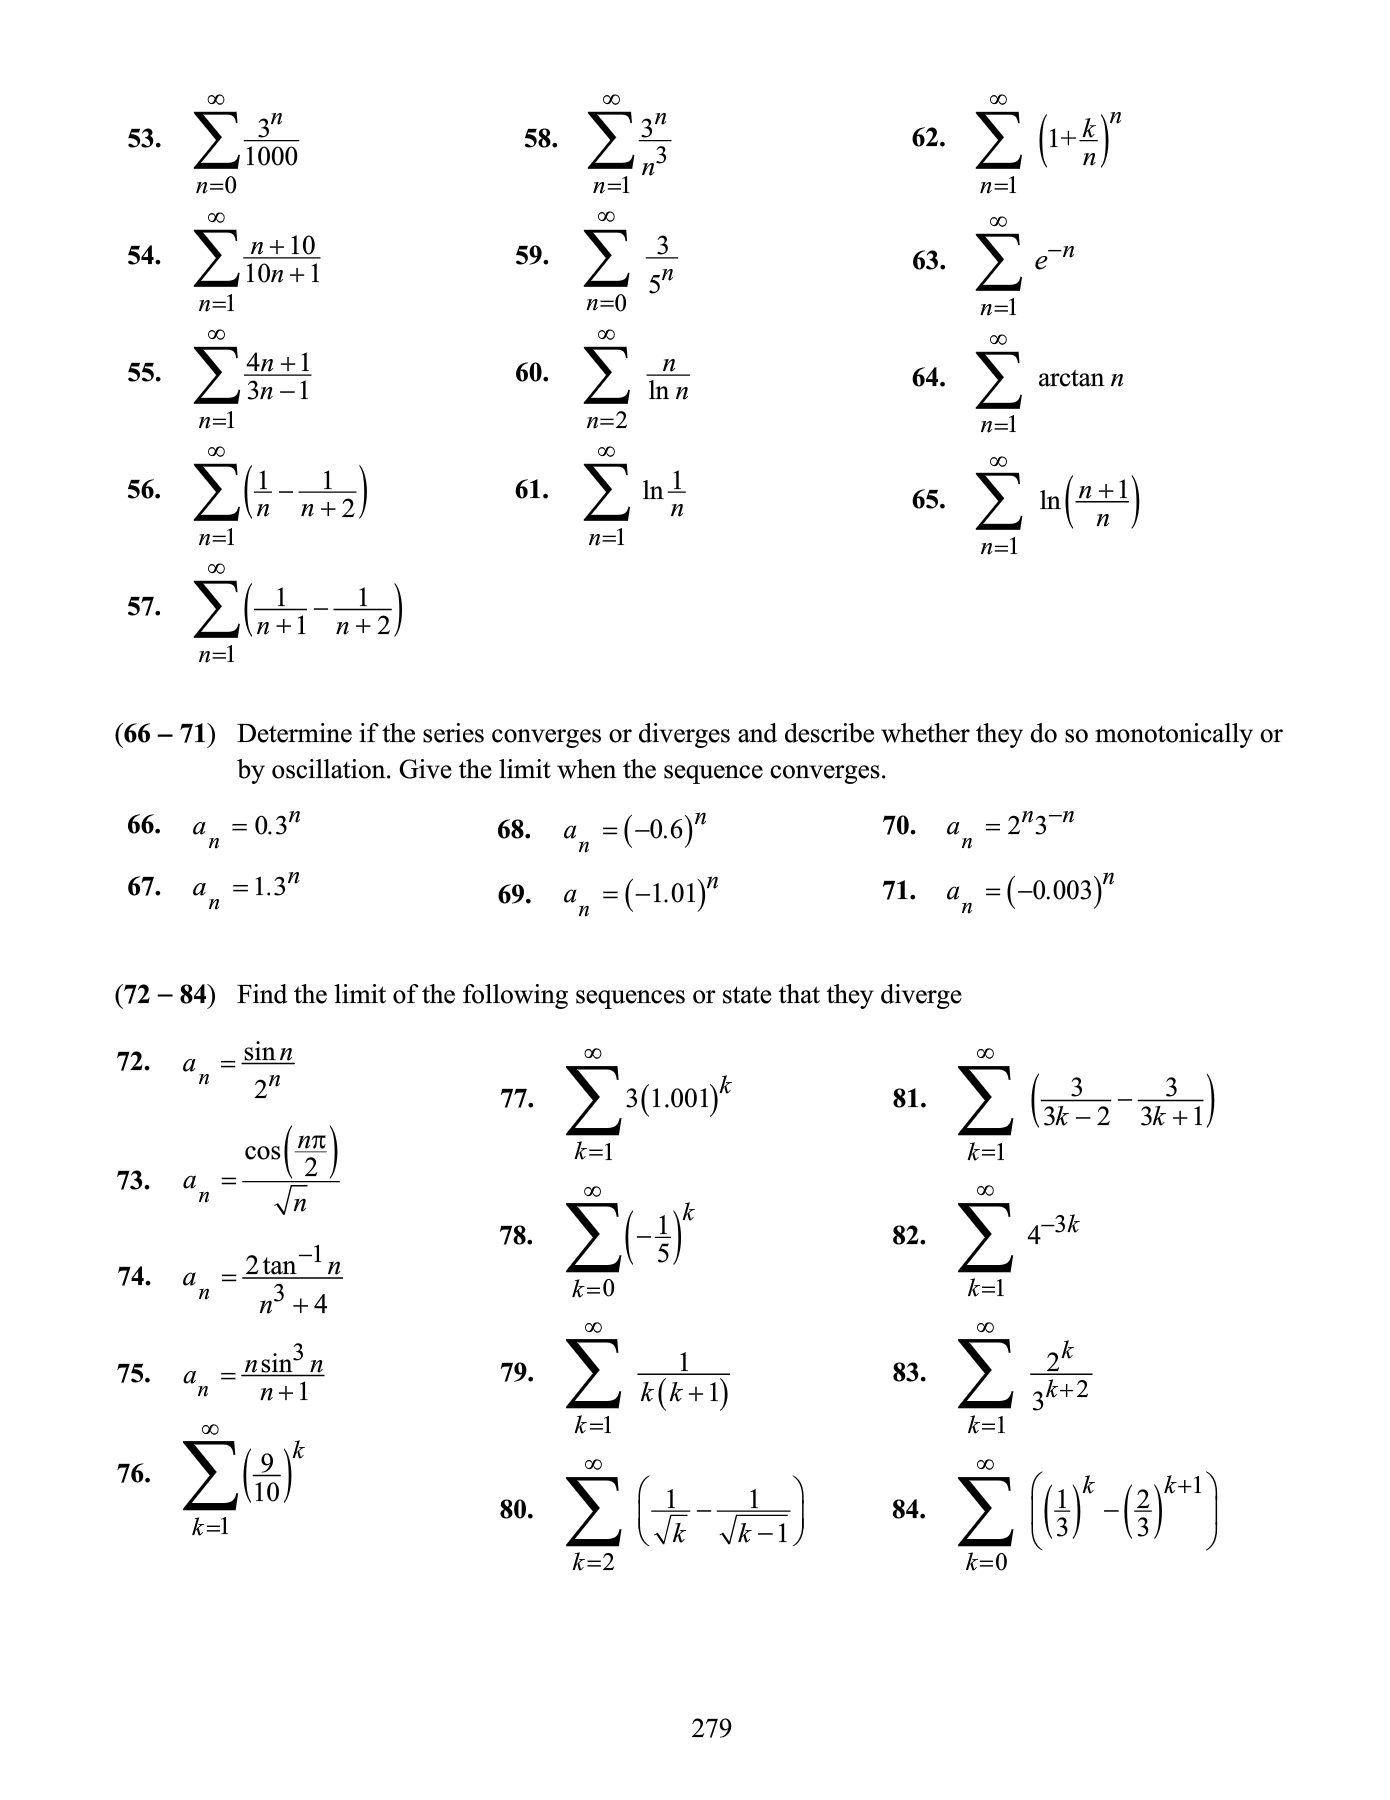 53. \sum_{n=0}^{\infty} \frac{3^n}{1000}
54. \sum_{n=1}^{\infty} \frac{n+10}{10n+1}
55. \sum_{n=1}^{\infty} \frac{4n+1}{3n-1}
56. \sum_{n=1}^{\infty} \left(\frac{1}{n} - \frac{1}{n+2}\right)
57. \sum_{n=1}^{\infty} \left(\frac{1}{n+1} - \frac{1}{n+2}\right)
58. \sum_{n=1}^{\infty} \frac{3^n}{n^3}
59. \sum_{n=0}^{\infty} \frac{3}{5^n}
60. \sum_{n=2}^{\infty} \frac{n}{\ln n}
61. \sum_{n=1}^{\infty} \ln \frac{1}{n}
62. \sum_{n=1}^{\infty} \left(1+\frac{k}{n}\right)^n
63. \sum_{n=1}^{\infty} e^{-n}
64. \sum_{n=1}^{\infty} \arctan n
65. \sum_{n=1}^{\infty} \ln\left(\frac{n+1}{n}\right)
(66 – 71) Determine if the series converges or diverges and describe whether they do so monotonically or
by oscillation. Give the limit when the sequence converges.
66. a_n = 0.3^n
67. a_n = 1.3^n
68. a_n = (-0.6)^n
69. a_n = (-1.01)^n
70. a_n = 2^n 3^{-n}
71. a_n = (-0.003)^n
(72 – 84) Find the limit of the following sequences or state that they diverge
72. a_n = \frac{\sin n}{2^n}
73. a_n = \frac{\cos\left(\frac{n\pi}{2}\right)}{\sqrt{n}}
74. a_n = \frac{2\tan^{-1} n}{n^3+4}
75. a_n = \frac{n\sin^3 n}{n+1}
76. \sum_{k=1}^{\infty} \left(\frac{9}{10}\right)^k
77. \sum_{k=1}^{\infty} 3(1.001)^k
78. \sum_{k=0}^{\infty} \left(-\frac{1}{5}\right)^k
79. \sum_{k=1}^{\infty} \frac{1}{k(k+1)}
80. \sum_{k=2}^{\infty} \left(\frac{1}{\sqrt{k}} - \frac{1}{\sqrt{k-1}}\right)
81. \sum_{k=1}^{\infty} \left(\frac{3}{3k-2} - \frac{3}{3k+1}\right)
82. \sum_{k=1}^{\infty} 4^{-3k}
83. \sum_{k=1}^{\infty} \frac{2^k}{3^{k+2}}
84. \sum_{k=0}^{\infty} \left(\left(\frac{1}{3}\right)^k - \left(\frac{2}{3}\right)^{k+1}\right)
279